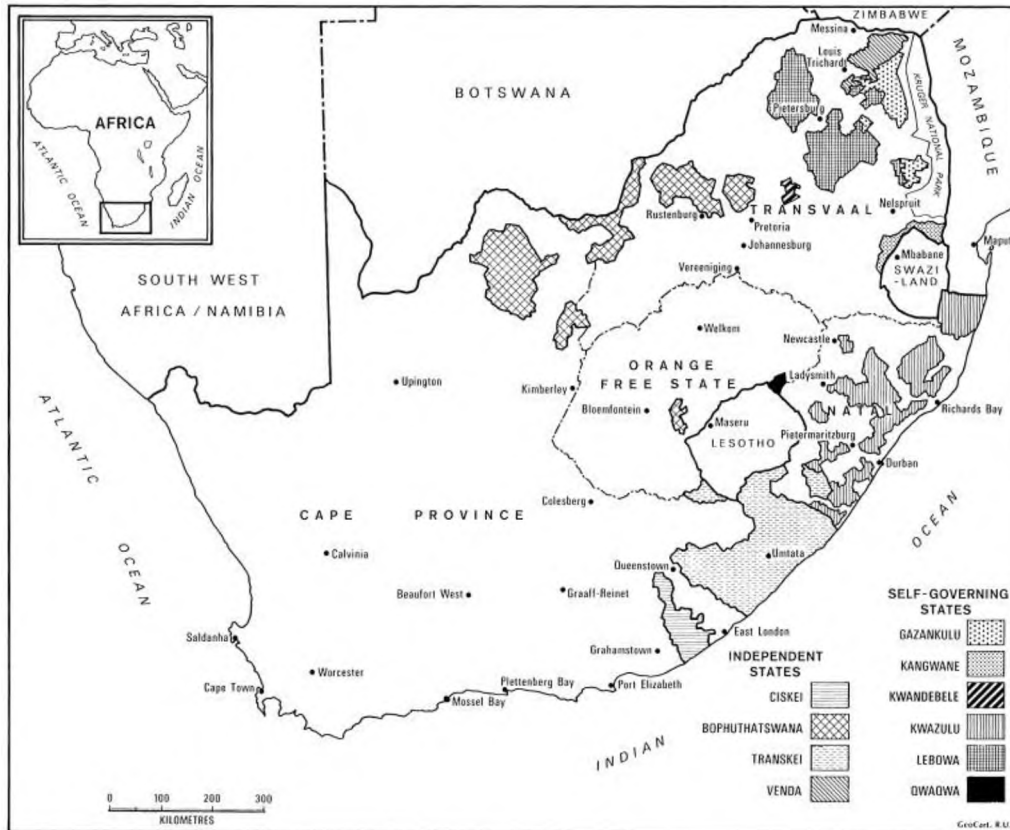 AFRICA
ATLANTIC OCEAN
INDIAN OCEAN
ZIMBABWE
MOZAMBIQUE
BOTSWANA
SOUTH WEST
AFRICA / NAMIBIA
Messina
Louis
Trichard
Pietersburg
KRUGER NATIONAL PARK
Nelspruit
TRANSVAAL
Rustenburg
Pretoria
Johannesburg
Vereeniging
Maput
Mbabane
SWAZI
-LAND
Welkom
Newcastle
ORANGE
FREE STATE
Ladysmith
Upington
Kimberley
Bloemfontein
Maseru
LESOTHO
NATAL
Richards Bay
Pietermaritzburg
Durban
Colesberg
CAPE PROVINCE
Calvinia
Umtata
Queenstown
Beaufort West
Graaff-Reinet
Saldanha
East London
Grahamstown
Worcester
Cape Town
Plettenberg Bay
Port Elizabeth
Mossel Bay
ATLANTIC
OCEAN
INDIAN
OCEAN
INDEPENDENT
STATES
CISKEI
BOPHUTHATSWANA
TRANSKEI
VENDA
SELF-GOVERNING
STATES
GAZANKULU
KANGWANE
KWANDEBELE
KWAZULU
LEBOWA
QWAQWA
0 100 200 300
KILOMETRES
GeoCart. R.U.